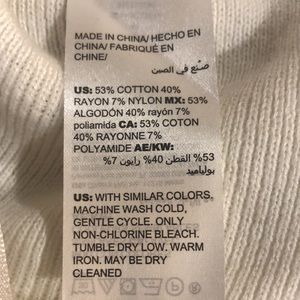 MADE IN CHINA/ HECHO EN
CHINA/ FABRIQUÉ EN
CHINE/
صنع في الصين
US: 53% COTTON 40%
RAYON 7% NYLON MX: 53%
ALGODÓN 40% rayón 7%
poliamida CA: 53% COTON
40% RAYONNE 7%
POLYAMIDE AE/KW:
53% القطن 40% رايون 7%
بولياميد
US: WITH SIMILAR COLORS,
MACHINE WASH COLD,
GENTLE CYCLE. ONLY
NON-CHLORINE BLEACH.
TUMBLE DRY LOW. WARM
IRON. MAY BE DRY
CLEANED